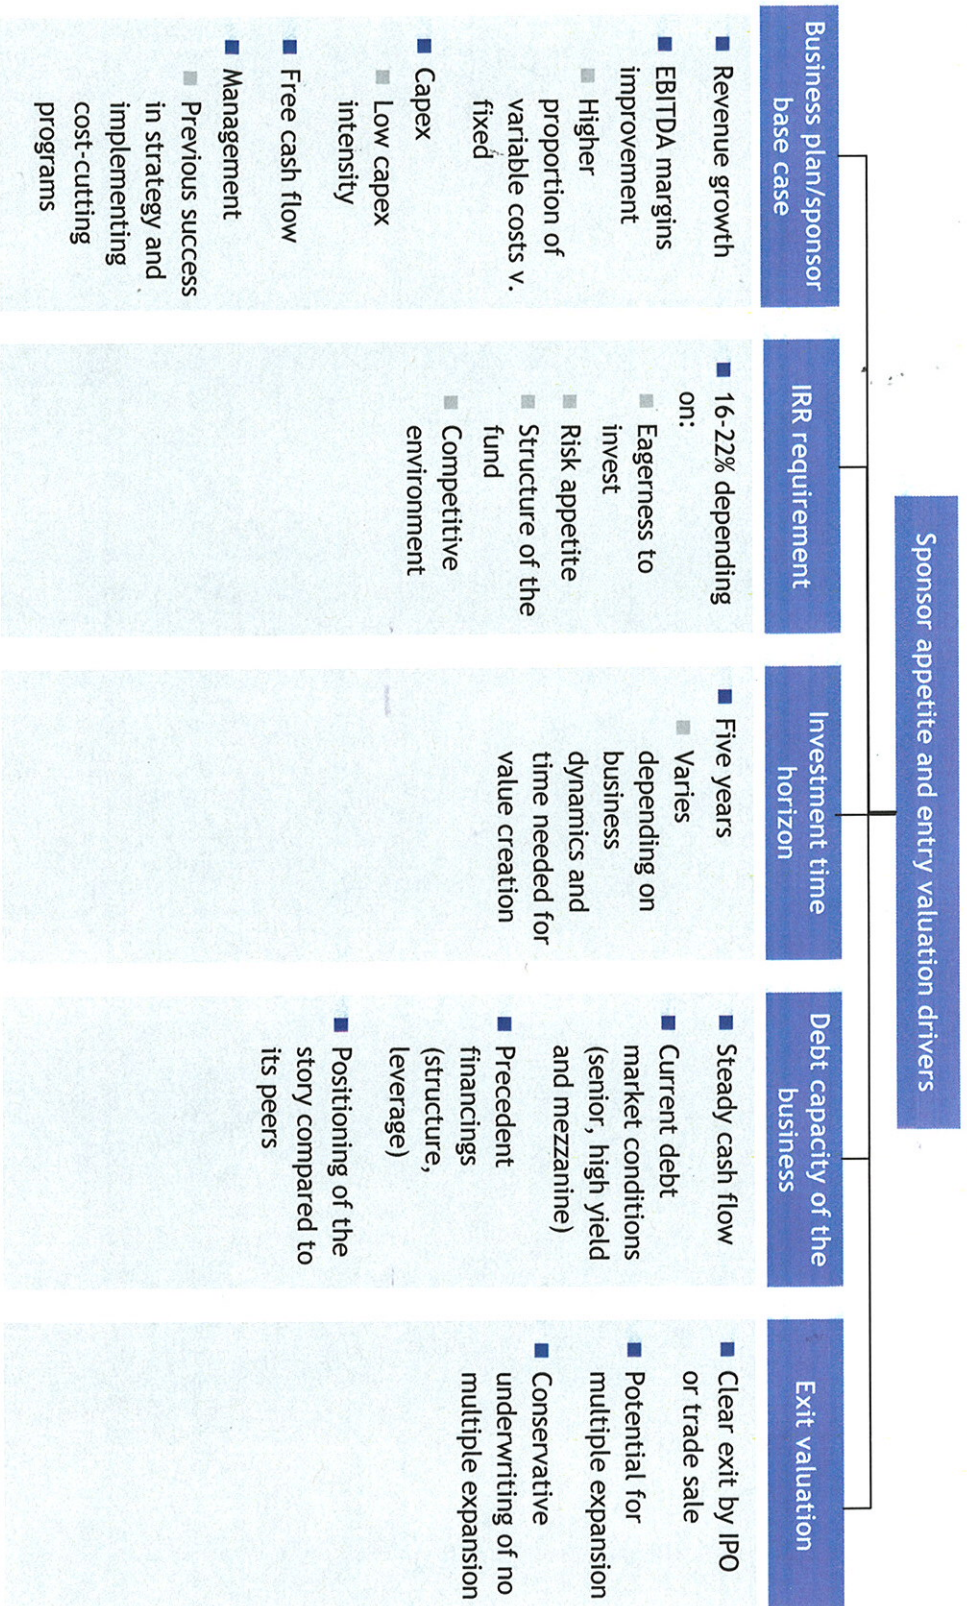 Sponsor appetite and entry valuation drivers
Business plan/sponsor
base case
■ Revenue growth
■ EBITDA margins
improvement
■ Higher
proportion of
variable costs v.
fixed
■ Capex
■ Low capex
intensity
■ Free cash flow
■ Management
■ Previous success
in strategy and
implementing
cost-cutting
programs
IRR requirement
■ 16-22% depending
on:
■ Eagerness to
invest
■ Risk appetite
■ Structure of the
fund
■ Competitive
environment
Investment time
horizon
■ Five years
■ Varies
depending on
business
dynamics and
time needed for
value creation
Debt capacity of the
business
■ Steady cash flow
■ Current debt
market conditions
(senior, high yield
and mezzanine)
■ Precedent
financings
(structure,
leverage)
■ Positioning of the
story compared to
its peers
Exit valuation
■ Clear exit by IPO
or trade sale
■ Potential for
multiple expansion
■ Conservative
underwriting of no
multiple expansion